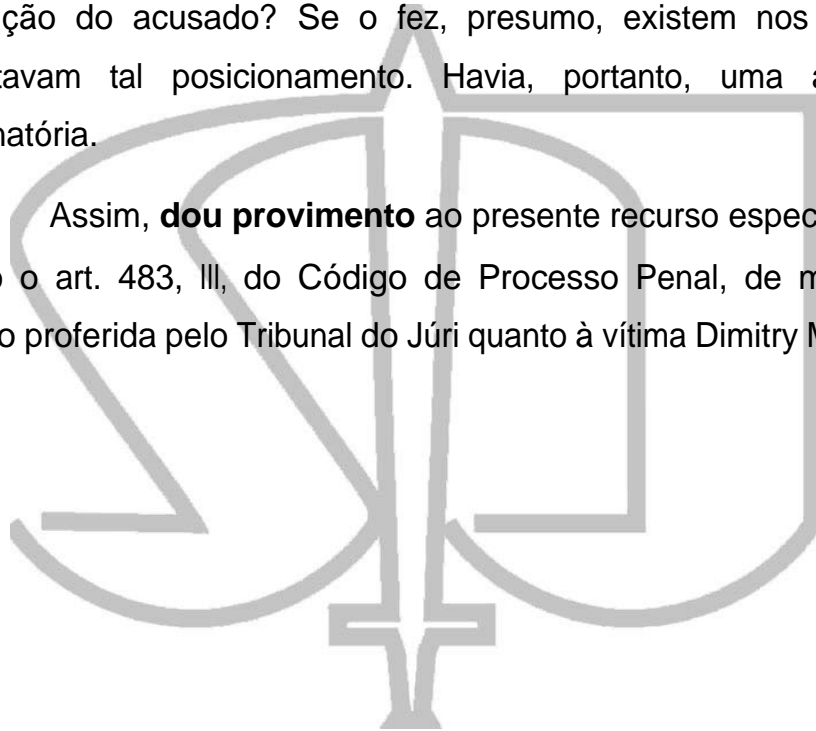 ção do acusado? Se o fez, presumo, existem nos
tavam tal posicionamento. Havia, portanto, uma a
natória.
Assim, dou provimento ao presente recurso espec
o o art. 483, III, do Código de Processo Penal, de m
o proferida pelo Tribunal do Júri quanto à vítima Dimitry M